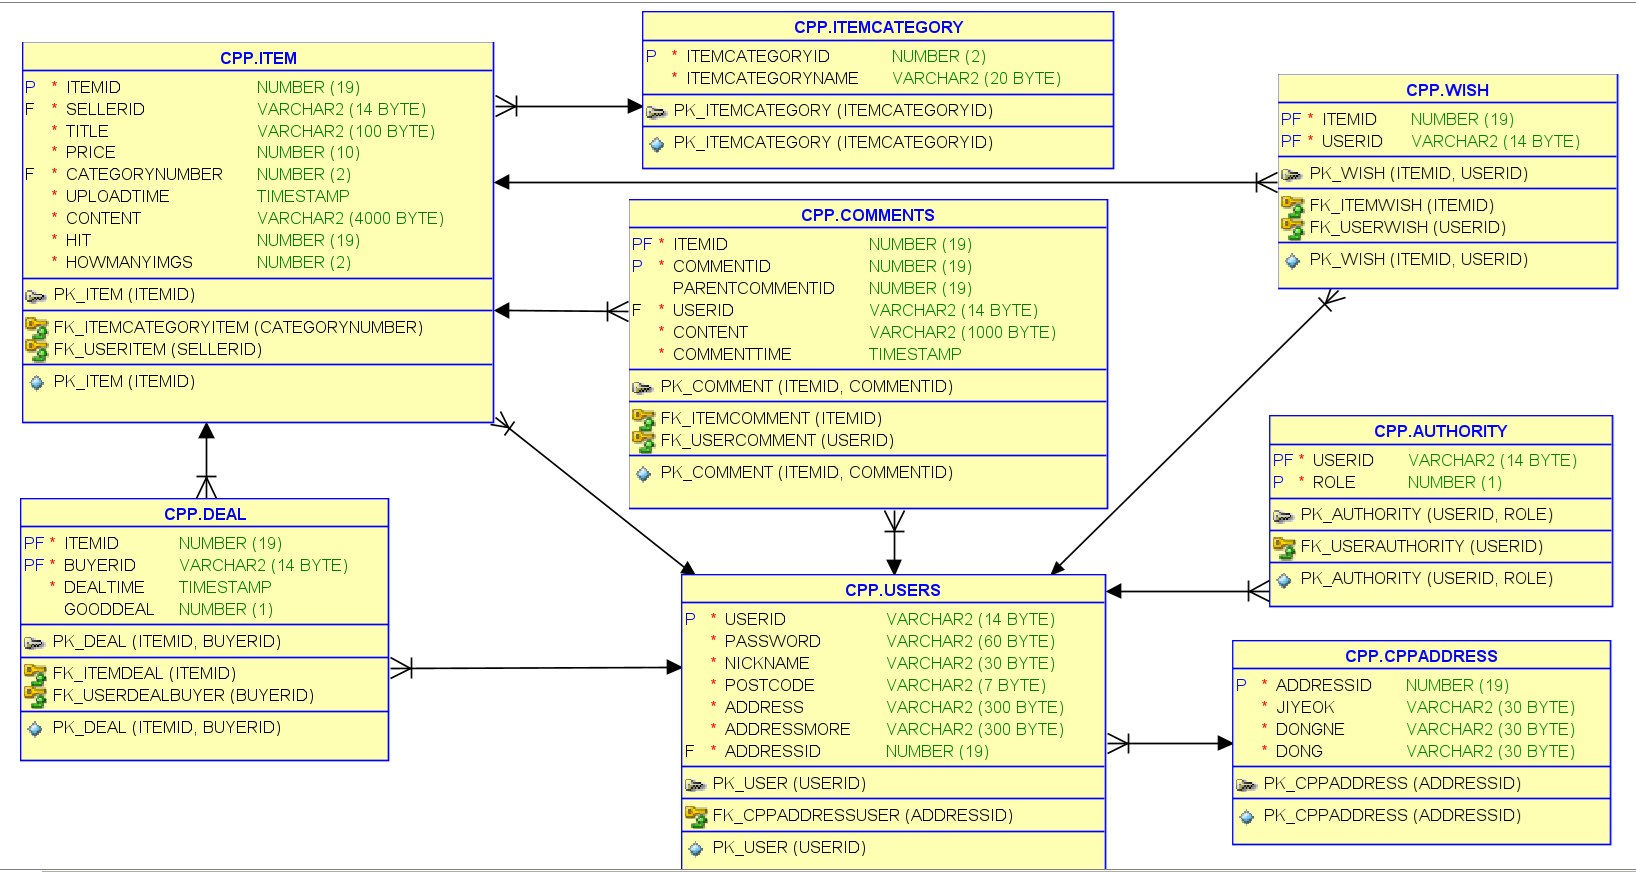 CPP.ITEM
P * ITEMID NUMBER (19)
F * SELLERID VARCHAR2 (14 BYTE)
* TITLE VARCHAR2 (100 BYTE)
* PRICE NUMBER (10)
F * CATEGORYNUMBER NUMBER (2)
* UPLOADTIME TIMESTAMP
* CONTENT VARCHAR2 (4000 BYTE)
* HIT NUMBER (19)
* HOWMANYIMGS NUMBER (2)
PK_ITEM (ITEMID)
FK_ITEMCATEGORYITEM (CATEGORYNUMBER)
FK_USERITEM (SELLERID)
PK_ITEM (ITEMID)
CPP.ITEMCATEGORY
P * ITEMCATEGORYID NUMBER (2)
* ITEMCATEGORYNAME VARCHAR2 (20 BYTE)
PK_ITEMCATEGORY (ITEMCATEGORYID)
PK_ITEMCATEGORY (ITEMCATEGORYID)
CPP.WISH
PF * ITEMID NUMBER (19)
PF * USERID VARCHAR2 (14 BYTE)
PK_WISH (ITEMID, USERID)
FK_ITEMWISH (ITEMID)
FK_USERWISH (USERID)
PK_WISH (ITEMID, USERID)
CPP.COMMENTS
PF * ITEMID NUMBER (19)
P * COMMENTID NUMBER (19)
PARENTCOMMENTID NUMBER (19)
F * USERID VARCHAR2 (14 BYTE)
* CONTENT VARCHAR2 (1000 BYTE)
* COMMENTTIME TIMESTAMP
PK_COMMENT (ITEMID, COMMENTID)
FK_ITEMCOMMENT (ITEMID)
FK_USERCOMMENT (USERID)
PK_COMMENT (ITEMID, COMMENTID)
CPP.AUTHORITY
PF * USERID VARCHAR2 (14 BYTE)
P * ROLE NUMBER (1)
PK_AUTHORITY (USERID, ROLE)
FK_USERAUTHORITY (USERID)
PK_AUTHORITY (USERID, ROLE)
CPP.DEAL
PF * ITEMID NUMBER (19)
PF * BUYERID VARCHAR2 (14 BYTE)
* DEALTIME TIMESTAMP
GOODDEAL NUMBER (1)
PK_DEAL (ITEMID, BUYERID)
FK_ITEMDEAL (ITEMID)
FK_USERDEALBUYER (BUYERID)
PK_DEAL (ITEMID, BUYERID)
CPP.USERS
P * USERID VARCHAR2 (14 BYTE)
* PASSWORD VARCHAR2 (60 BYTE)
* NICKNAME VARCHAR2 (30 BYTE)
* POSTCODE VARCHAR2 (7 BYTE)
* ADDRESS VARCHAR2 (300 BYTE)
* ADDRESSMORE VARCHAR2 (300 BYTE)
F * ADDRESSID NUMBER (19)
PK_USER (USERID)
FK_CPPADDRESSUSER (ADDRESSID)
PK_USER (USERID)
CPP.CPPADDRESS
P * ADDRESSID NUMBER (19)
* JIYEOK VARCHAR2 (30 BYTE)
* DONGNE VARCHAR2 (30 BYTE)
* DONG VARCHAR2 (30 BYTE)
PK_CPPADDRESS (ADDRESSID)
PK_CPPADDRESS (ADDRESSID)